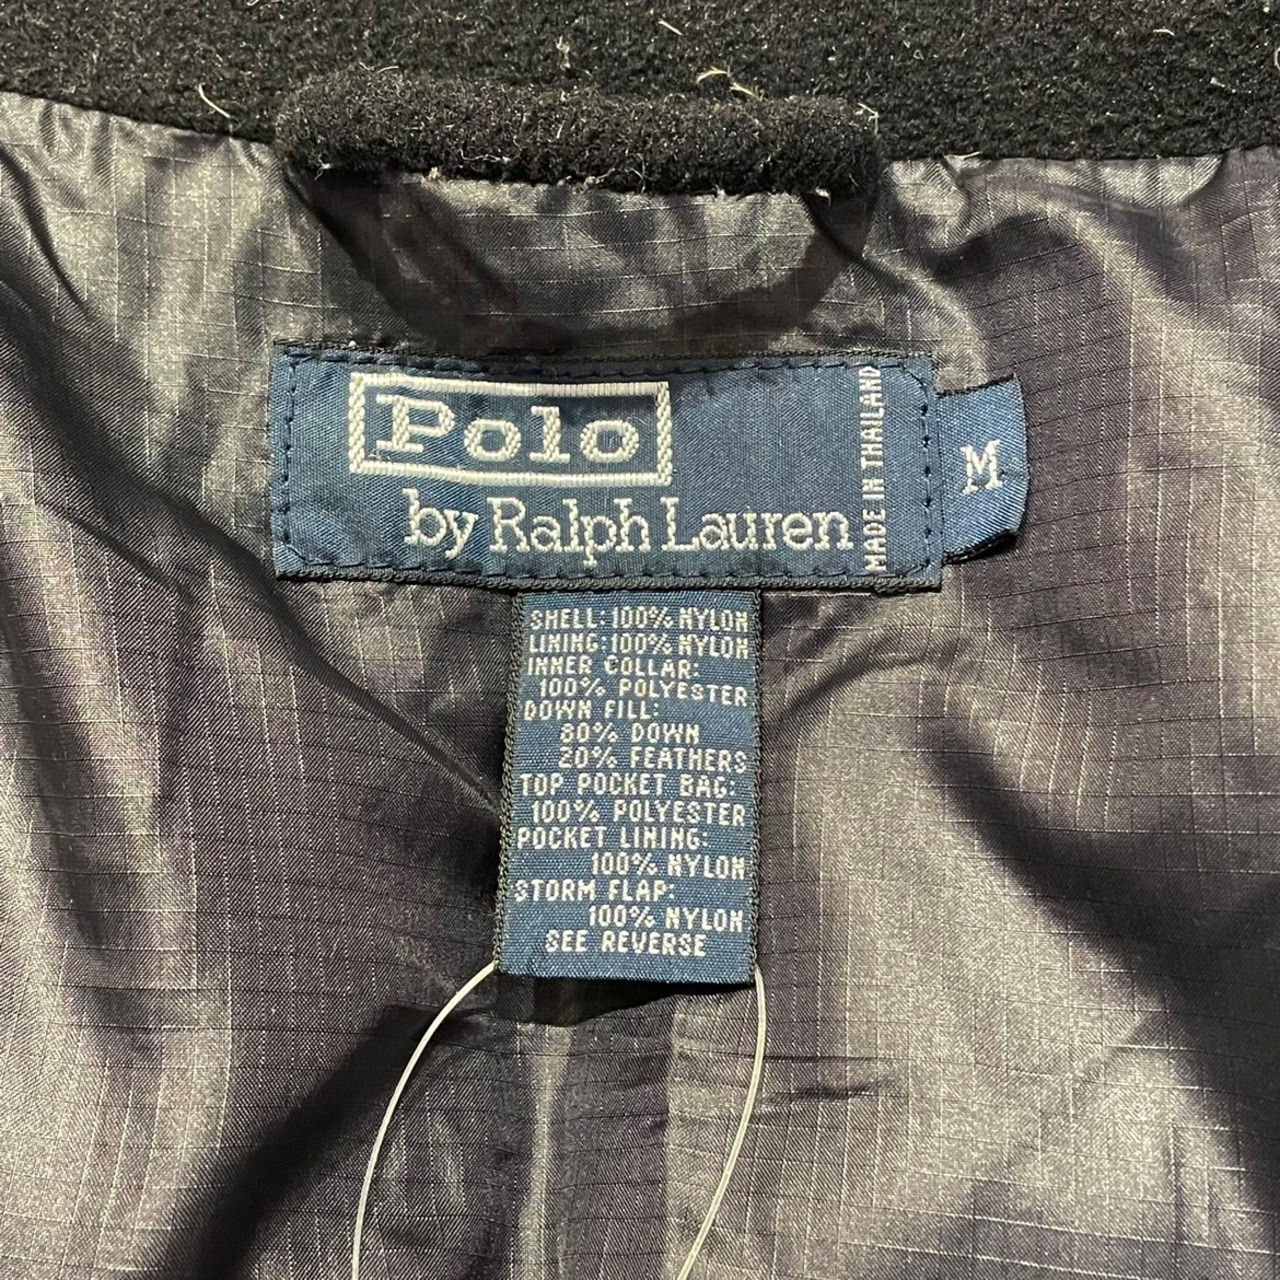 Polo
by Ralph Lauren
MADE IN THAILAND
M
SHELL: 100% NYLON
LINING: 100% NYLON
INNER COLLAR:
100% POLYESTER
DOWN FILL:
80% DOWN
20% FEATHERS
TOP POCKET BAG:
100% POLYESTER
POCKET LINING:
100% NYLON
STORM FLAP:
100% NYLON
SEE REVERSE